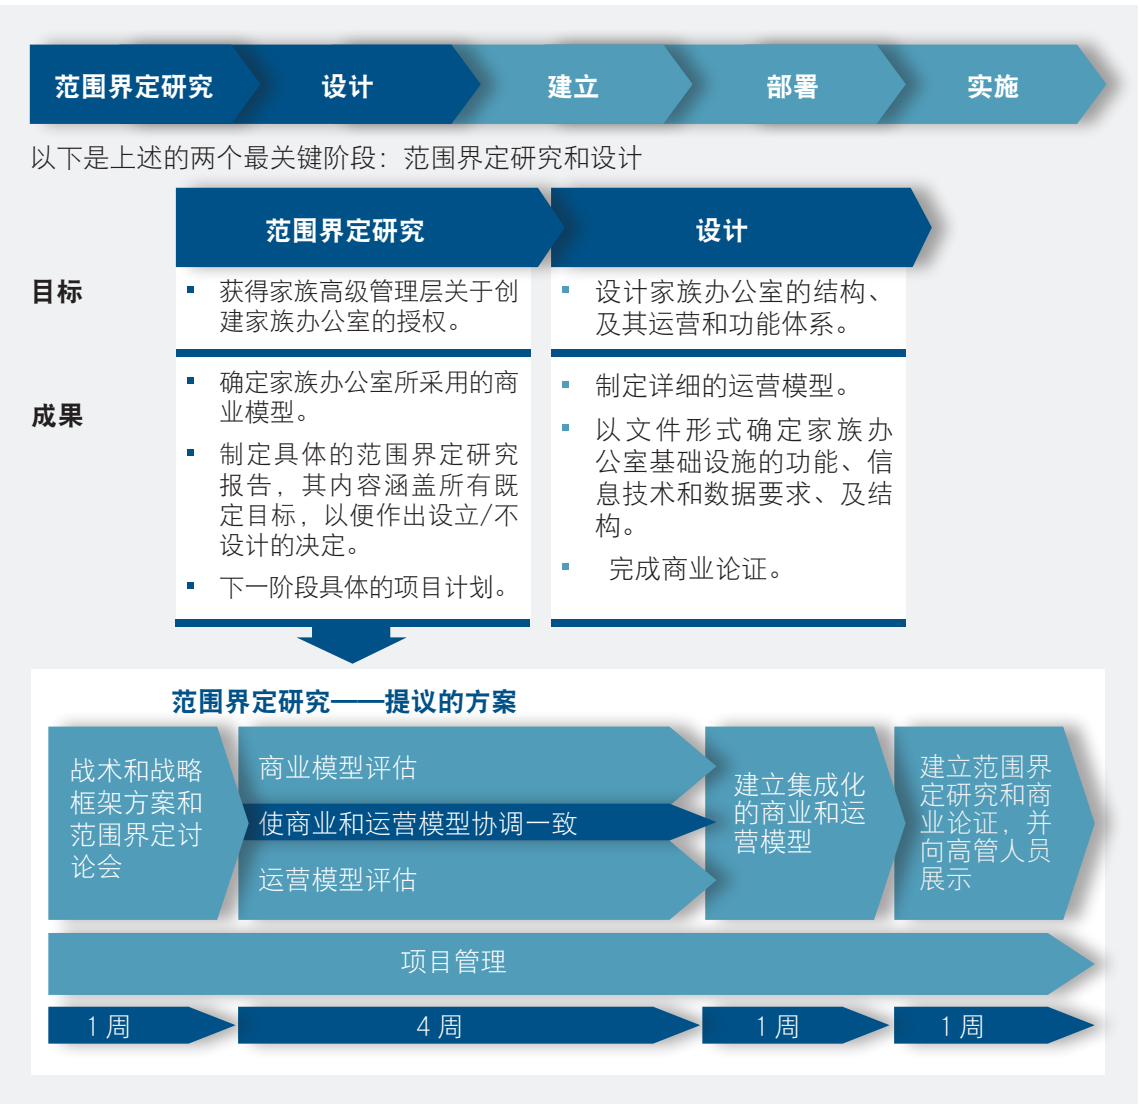 范围界定研究
设计
建立
部署
实施
以下是上述的两个最关键阶段：范围界定研究和设计
范围界定研究
设计
目标
▪ 获得家族高级管理层关于创
建家族办公室的授权。
▪ 设计家族办公室的结构、
及其运营和功能体系。
成果
▪ 确定家族办公室所采用的商
业模型。
▪ 制定具体的范围界定研究
报告，其内容涵盖所有既
定目标，以便作出设立/不
设计的决定。
▪ 下一阶段具体的项目计划。
▪ 制定详细的运营模型。
▪ 以文件形式确定家族办
公室基础设施的功能、信
息技术和数据要求、及结
构。
▪ 完成商业论证。
范围界定研究——提议的方案
战术和战略
框架方案和
范围界定讨
论会
商业模型评估
使商业和运营模型协调一致
运营模型评估
建立集成化
的商业和运
营模型
建立范围界
定研究和商
业论证，并
向高管人员
展示
项目管理
1 周
4 周
1 周
1 周